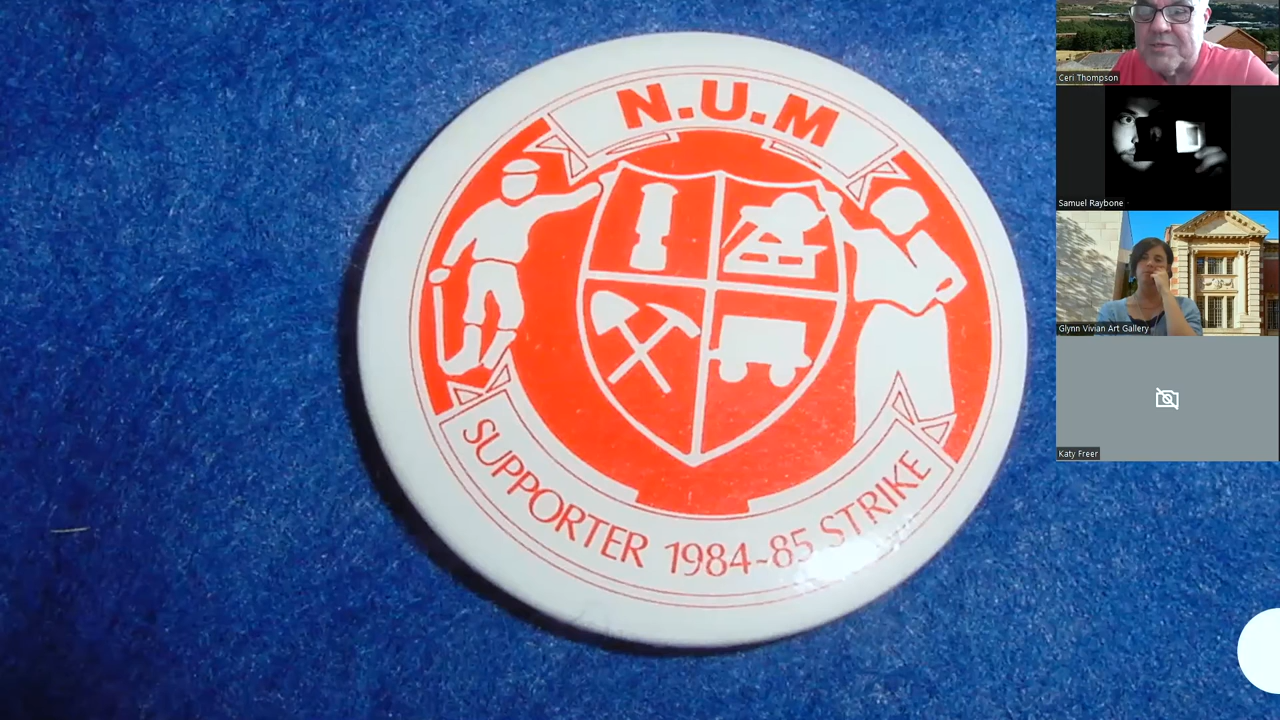 N.U.M
SUPPORTER 1984-85 STRIKE
Ceri Thompson
Samuel Raybone
Glynn Vivian Art Gallery
Katy Freer